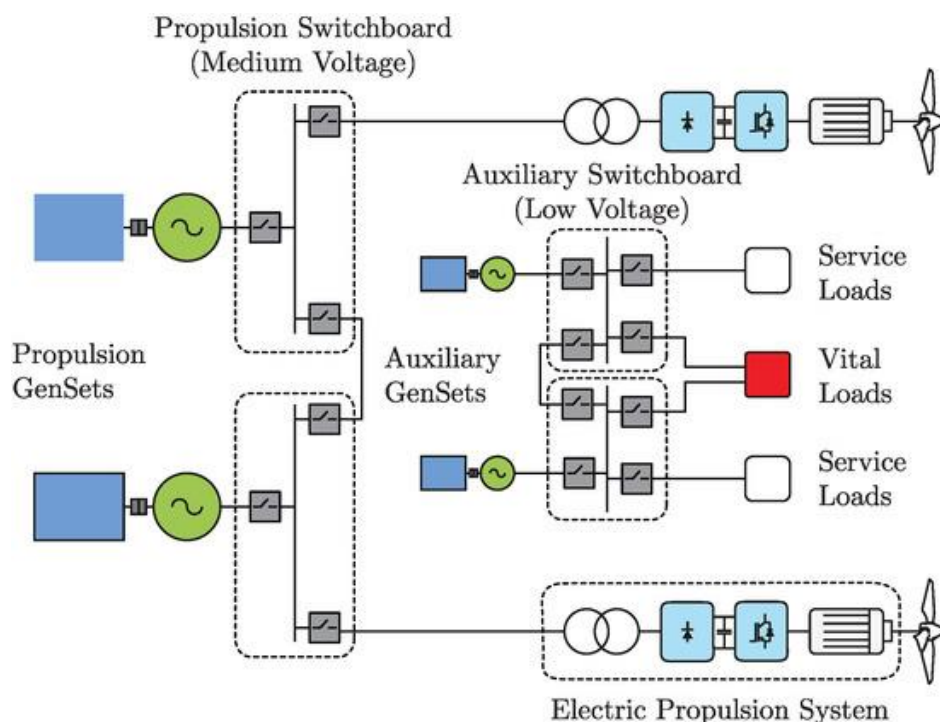 Propulsion Switchboard
(Medium Voltage)
Auxiliary Switchboard
(Low Voltage)
Service
Loads
Propulsion
GenSets
Auxiliary
GenSets
Vital
Loads
Service
Loads
Electric Propulsion System